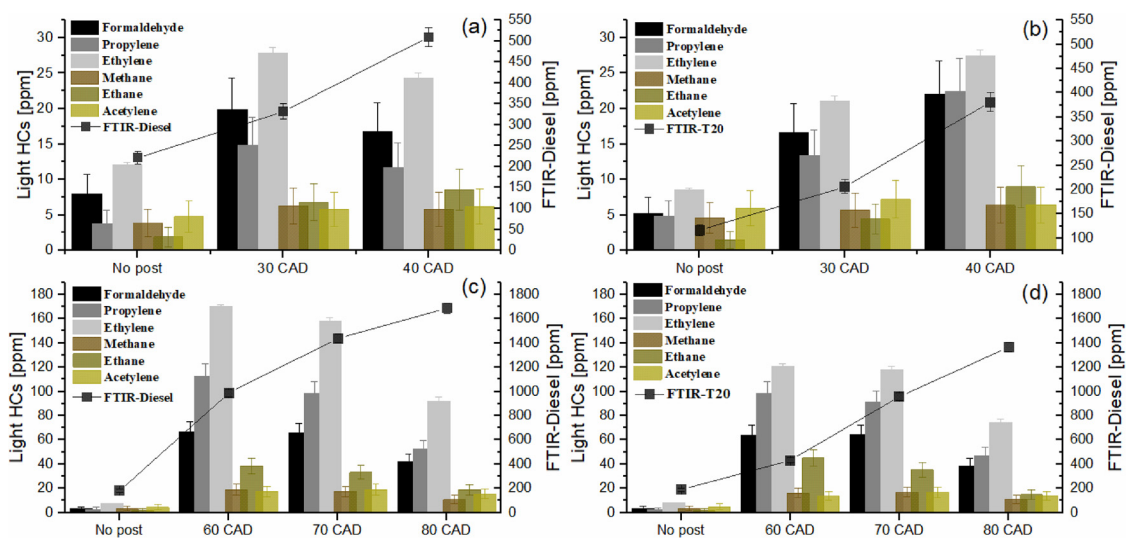 (a)
Light HCs [ppm]
30
25
20
15
10
5
0
Formaldehyde
Propylene
Ethylene
Methane
Ethane
Acetylene
FTIR-Diesel
550
500
450
400
350
300
250
200
150
100
50
0
FTIR-Diesel [ppm]
No post 30 CAD 40 CAD
(b)
Light HCs [ppm]
30
25
20
15
10
5
0
Formaldehyde
Propylene
Ethylene
Methane
Ethane
Acetylene
FTIR-T20
550
500
450
400
350
300
250
200
150
100
FTIR-Diesel [ppm]
No post 30 CAD 40 CAD
(c)
Light HCs [ppm]
180
160
140
120
100
80
60
40
20
0
Formaldehyde
Propylene
Ethylene
Methane
Ethane
Acetylene
FTIR-Diesel
1800
1600
1400
1200
1000
800
600
400
200
0
FTIR-Diesel [ppm]
No post 60 CAD 70 CAD 80 CAD
(d)
Light HCs [ppm]
180
160
140
120
100
80
60
40
20
0
Formaldehyde
Propylene
Ethylene
Methane
Ethane
Acetylene
FTIR-T20
1800
1600
1400
1200
1000
800
600
400
200
0
FTIR-Diesel [ppm]
No post 60 CAD 70 CAD 80 CAD